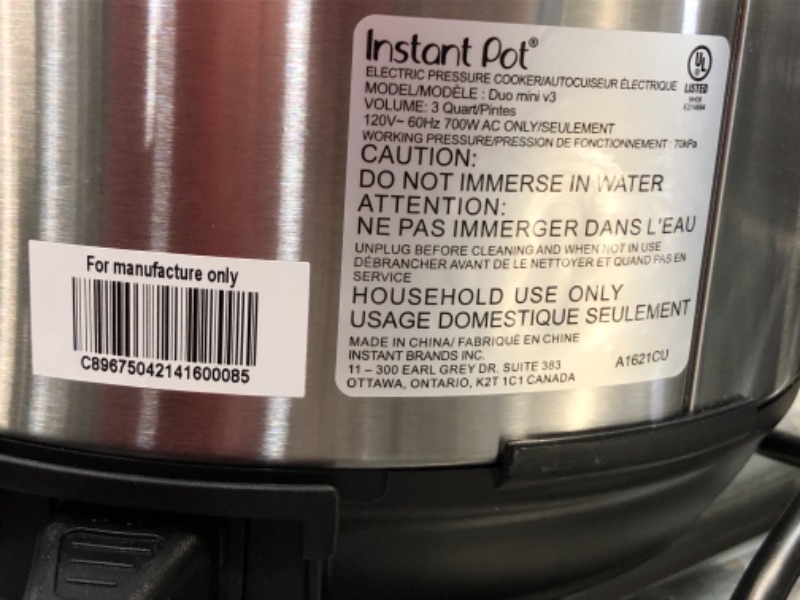 Instant Pot®
ELECTRIC PRESSURE COOKER/AUTOCUISEUR ÉLECTRIQUE
MODEL/MODÈLE : Duo mini v3
VOLUME: 3 Quart/Pintes
120V~ 60Hz 700W AC ONLY/SEULEMENT
WORKING PRESSURE/PRESSION DE FONCTIONNEMENT : 70kPa
UL
LISTED
CAUTION:
DO NOT IMMERSE IN WATER
ATTENTION:
NE PAS IMMERGER DANS L'EAU
UNPLUG BEFORE CLEANING AND WHEN NOT IN USE
DÉBRANCHER AVANT DE LE NETTOYER ET QUAND PAS EN
SERVICE
HOUSEHOLD USE ONLY
USAGE DOMESTIQUE SEULEMENT
MADE IN CHINA/ FABRIQUÉ EN CHINE
INSTANT BRANDS INC.
11 – 300 EARL GREY DR. SUITE 383
OTTAWA, ONTARIO, K2T 1C1 CANADA
A1621CU
For manufacture only
C89675042141600085